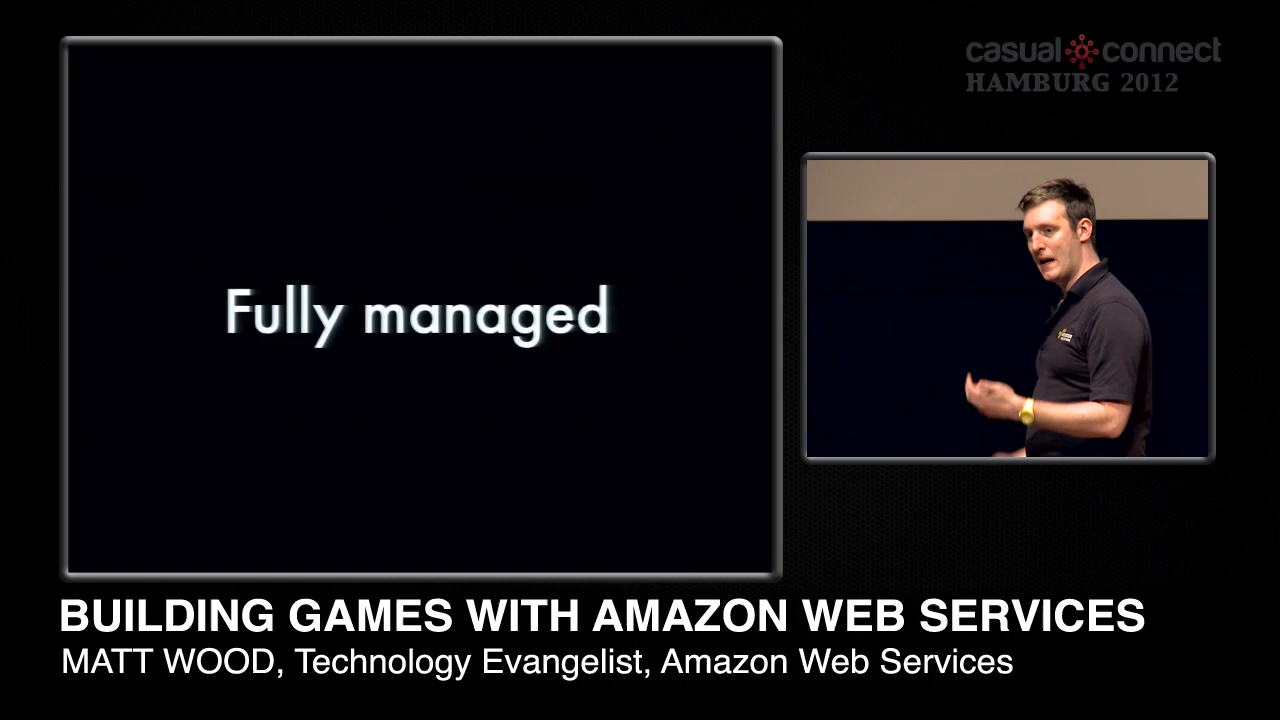 casual connect
HAMBURG 2012
Fully managed
BUILDING GAMES WITH AMAZON WEB SERVICES
MATT WOOD, Technology Evangelist, Amazon Web Services